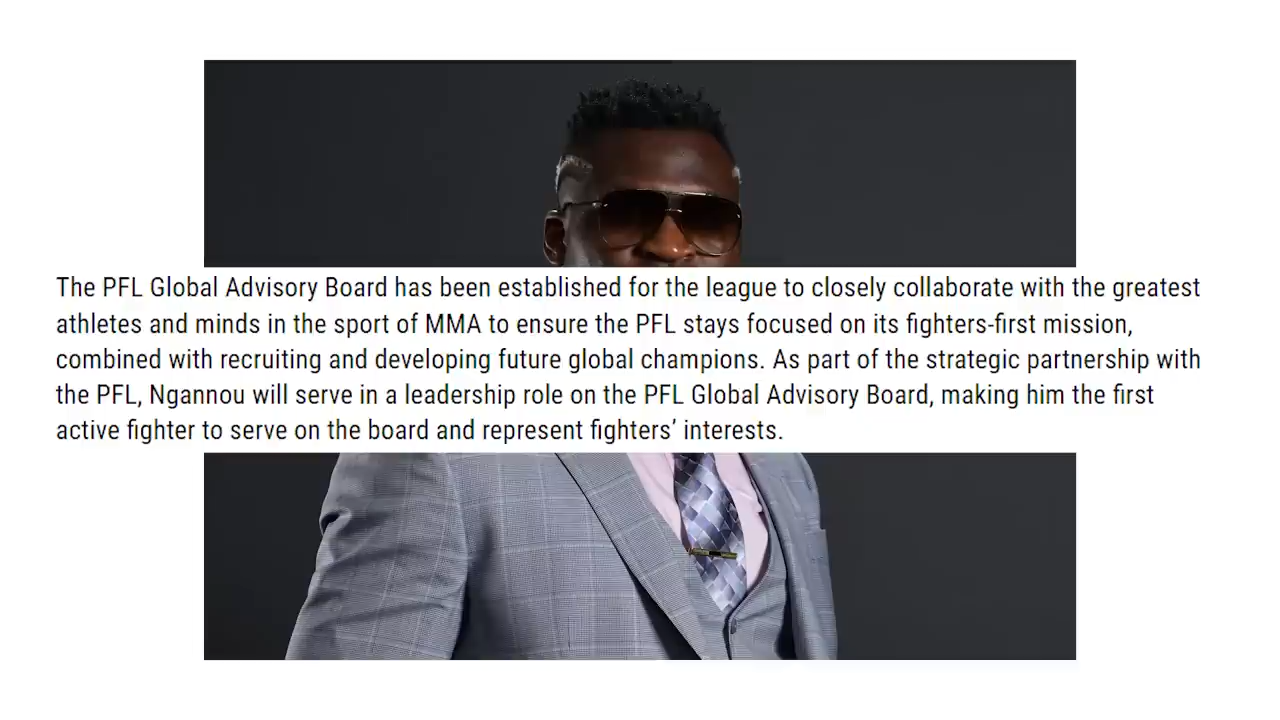 The PFL Global Advisory Board has been established for the league to closely collaborate with the greatest
athletes and minds in the sport of MMA to ensure the PFL stays focused on its fighters-first mission,
combined with recruiting and developing future global champions. As part of the strategic partnership with
the PFL, Ngannou will serve in a leadership role on the PFL Global Advisory Board, making him the first
active fighter to serve on the board and represent fighters’ interests.